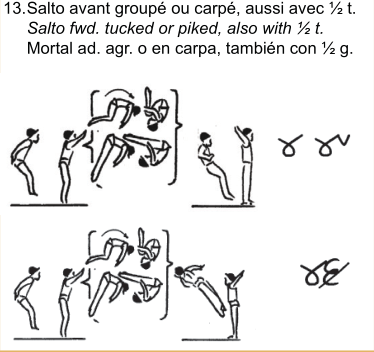 13.Salto avant groupé ou carpé, aussi avec ½ t.
Salto fwd. tucked or piked, also with ½ t.
Mortal ad. agr. o en carpa, también con ½ g.